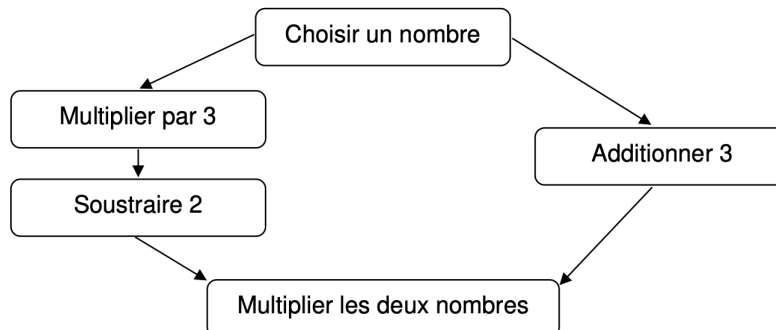 Choisir un nombre
Multiplier par 3
Additionner 3
Soustraire 2
Multiplier les deux nombres